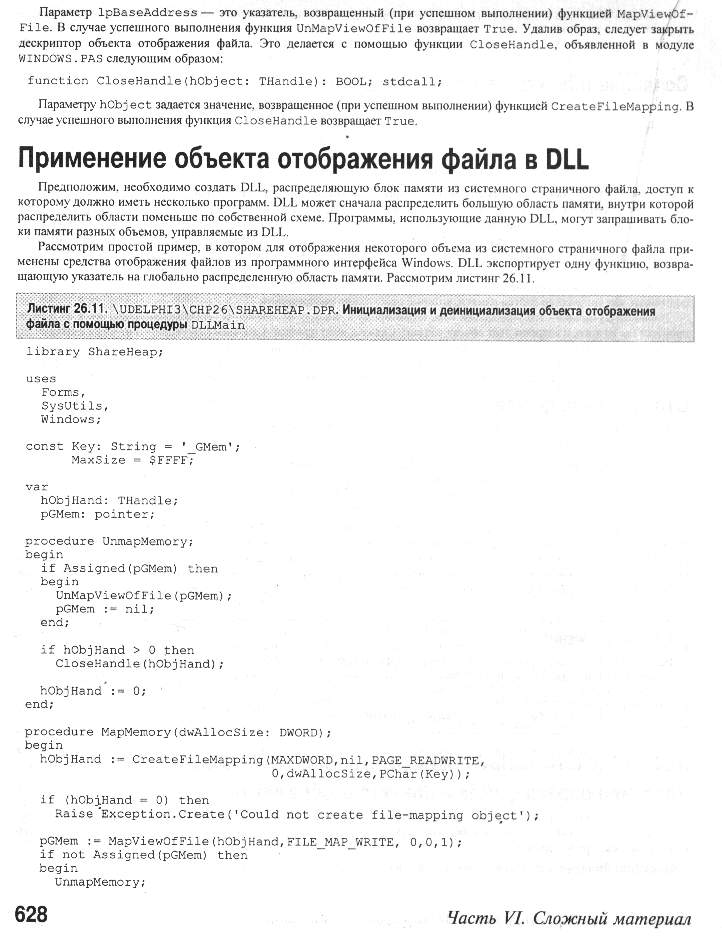 Параметр lpBaseAddress — это указатель, возвращенный (при успешном выполнении) функцией MapViewOf-
File. В случае успешного выполнения функция UnMapViewOfFile возвращает True. Удалив образ, следует закрыть
дескриптор объекта отображения файла. Это делается с помощью функции CloseHandle, объявленной в модуле
WINDOWS.PAS следующим образом:
function CloseHandle(hObject: THandle): BOOL; stdcall;
Параметру hObject задается значение, возвращенное (при успешном выполнении) функцией CreateFileMapping. В
случае успешного выполнения функция CloseHandle возвращает True.
Применение объекта отображения файла в DLL
Предположим, необходимо создать DLL, распределяющую блок памяти из системного страничного файла, доступ к
которому должно иметь несколько программ. DLL может сначала распределить большую область памяти, внутри которой
распределить области поменьше по собственной схеме. Программы, использующие данную DLL, могут запрашивать бло-
ки памяти разных объемов, управляемые из DLL.
Рассмотрим простой пример, в котором для отображения некоторого объема из системного страничного файла при-
менены средства отображения файлов из программного интерфейса Windows. DLL экспортирует одну функцию, возвра-
щающую указатель на глобально распределенную область памяти. Рассмотрим листинг 26.11.
Листинг 26.11. \UDELPHI3\CHP26\SHAREHEAP.DPR. Инициализация и деинициализация объекта отображения
файла с помощью процедуры DLLMain
library ShareHeap;
uses
Forms,
SysUtils,
Windows;
const Key: String = '_GMem';
MaxSize = $FFFF;
var
hObjHand: THandle;
pGMem: pointer;
procedure UnmapMemory;
begin
if Assigned(pGMem) then
begin
UnMapViewOfFile(pGMem);
pGMem := nil;
end;
if hObjHand > 0 then
CloseHandle(hObjHand);
hObjHand := 0;
end;
procedure MapMemory(dwAllocSize: DWORD);
begin
hObjHand := CreateFileMapping(MAXDWORD,nil,PAGE_READWRITE,
0,dwAllocSize,PChar(Key));
if (hObjHand = 0) then
Raise Exception.Create('Could not create file-mapping object');
pGMem := MapViewOfFile(hObjHand,FILE_MAP_WRITE, 0,0,1);
if not Assigned(pGMem) then
begin
UnmapMemory;
628
Часть VI. Сложный материал